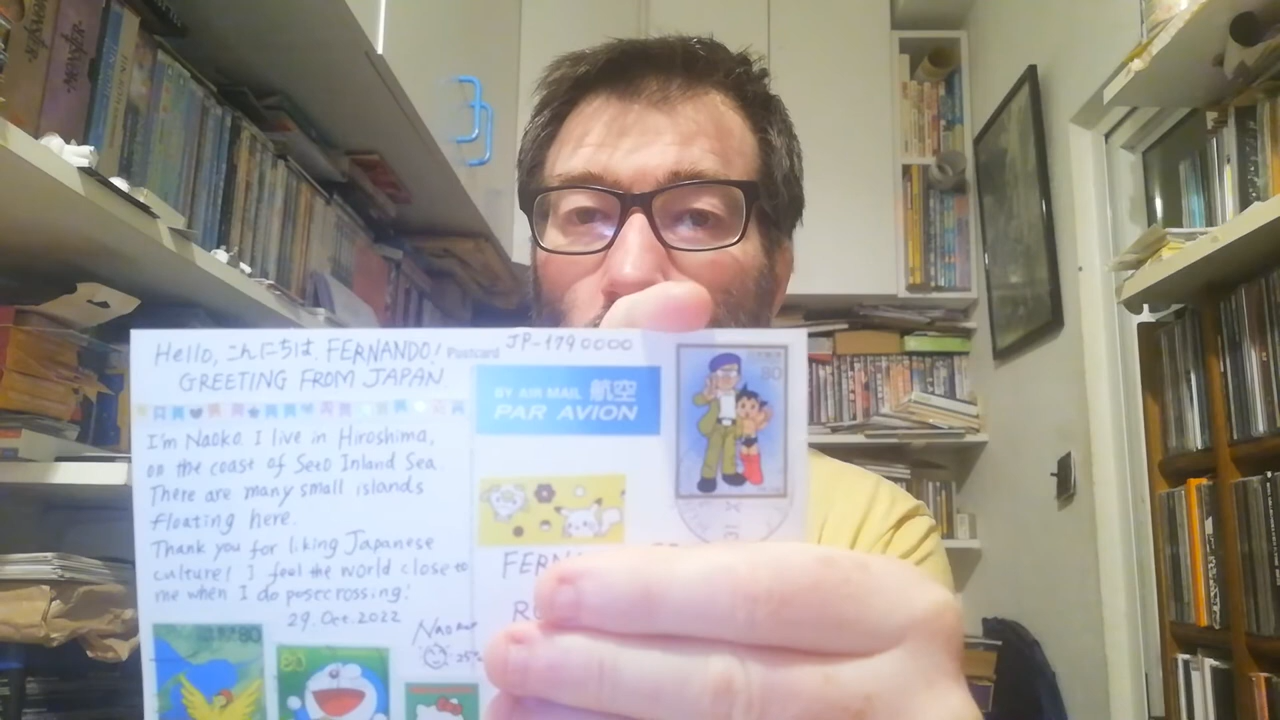 Hello, こんにちは, FERNANDO!
GREETING FROM JAPAN
I'm Naoko. I live in Hiroshima,
on the coast of Seto Inland Sea.
There are many small islands
floating here.
Thank you for liking Japanese
culture! I feel the world close to
me when I do postcrossing!
29. Oct. 2022
Naoko
25°
Postcard
JP-1790000
BY AIR MAIL 航空
PAR AVION
80
FERN
80
80